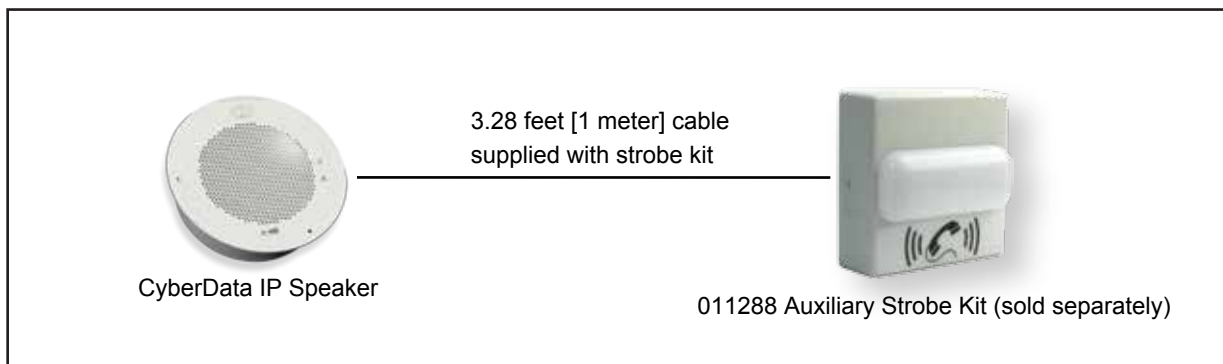 3.28 feet [1 meter] cable
supplied with strobe kit
CyberData IP Speaker
011288 Auxiliary Strobe Kit (sold separately)